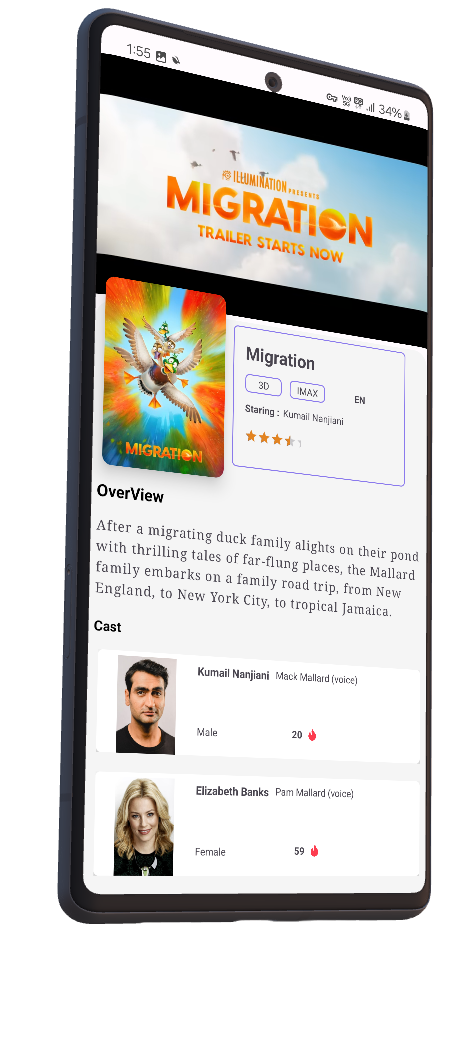 1:55 34%
ILLUMINATION PRESENTS
MIGRATION
TRAILER STARTS NOW
MIGRATION
Migration
3D IMAX EN
Staring : Kumail Nanjiani
OverView
After a migrating duck family alights on their pond
with thrilling tales of far-flung places, the Mallard
family embarks on a family road trip, from New
England, to New York City, to tropical Jamaica.
Cast
Kumail Nanjiani Mack Mallard (voice)
Male 20
Elizabeth Banks Pam Mallard (voice)
Female 59